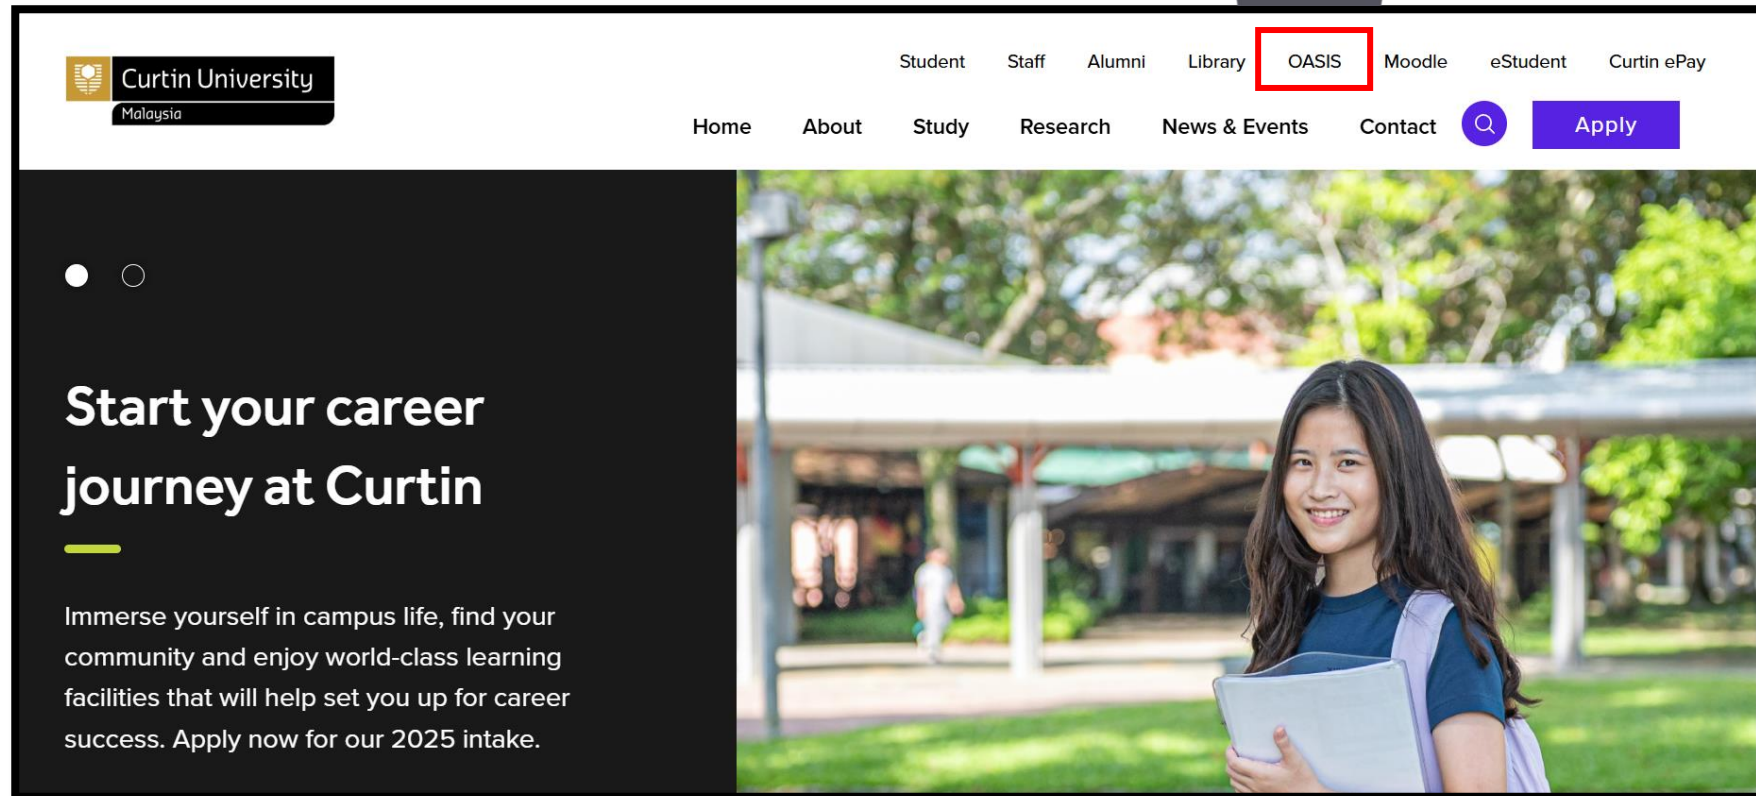 Curtin University
Malaysia
Student Staff Alumni Library OASIS Moodle eStudent Curtin ePay
Home About Study Research News & Events Contact Apply
Start your career
journey at Curtin
Immerse yourself in campus life, find your
community and enjoy world-class learning
facilities that will help set you up for career
success. Apply now for our 2025 intake.